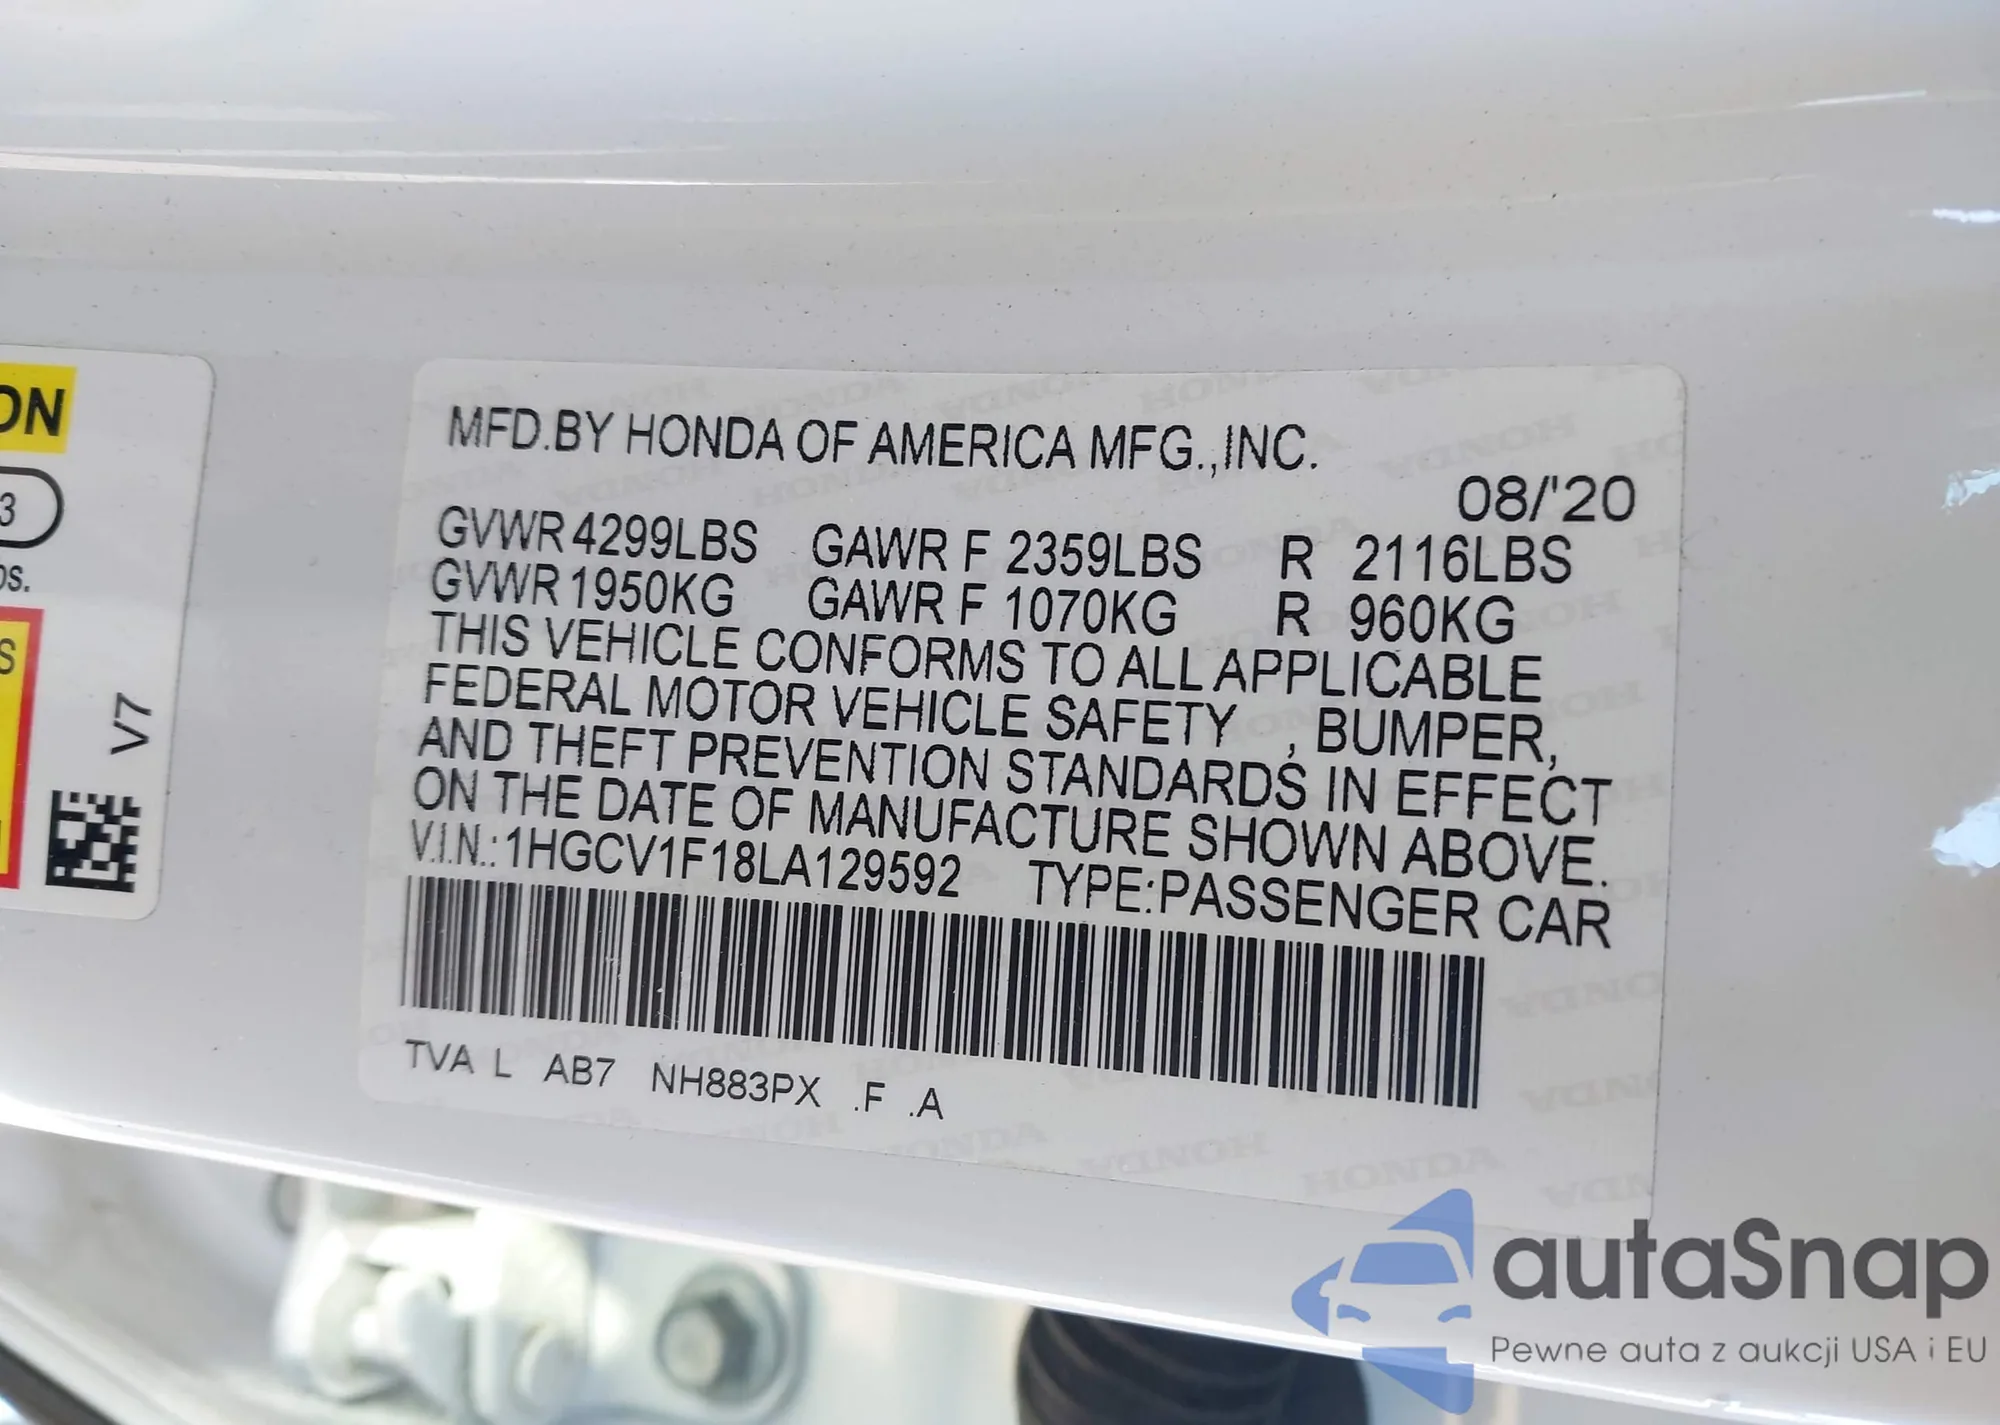 ON
3
OS.
S
V7
MFD.BY HONDA OF AMERICA MFG.,INC.
08/'20
GVWR 4299LBS GAWR F 2359LBS R 2116LBS
GVWR 1950KG GAWR F 1070KG R 960KG
THIS VEHICLE CONFORMS TO ALL APPLICABLE
FEDERAL MOTOR VEHICLE SAFETY , BUMPER,
AND THEFT PREVENTION STANDARDS IN EFFECT
ON THE DATE OF MANUFACTURE SHOWN ABOVE.
V.I.N.:1HGCV1F18LA129592 TYPE:PASSENGER CAR
TVA L AB7 NH883PX .F .A
autaSnap
Pewne auta z aukcji USA i EU